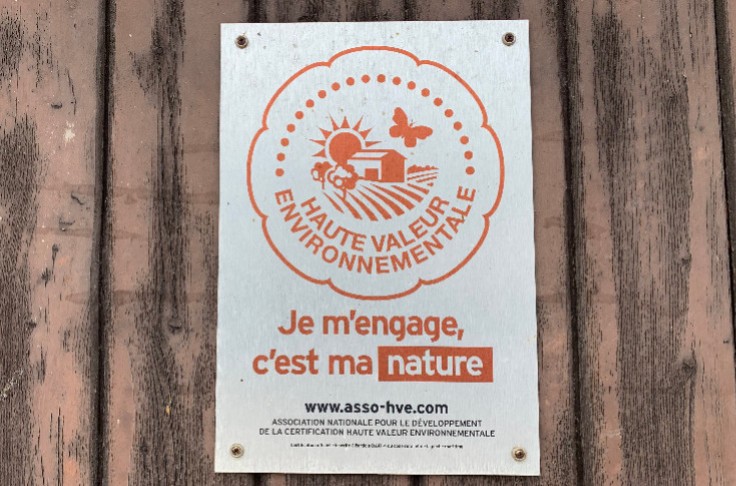 HAUTE VALEUR
ENVIRONNEMENTALE
Je m'engage,
c'est ma nature
www.asso-hve.com
ASSOCIATION NATIONALE POUR LE DÉVELOPPEMENT
DE LA CERTIFICATION HAUTE VALEUR ENVIRONNEMENTALE